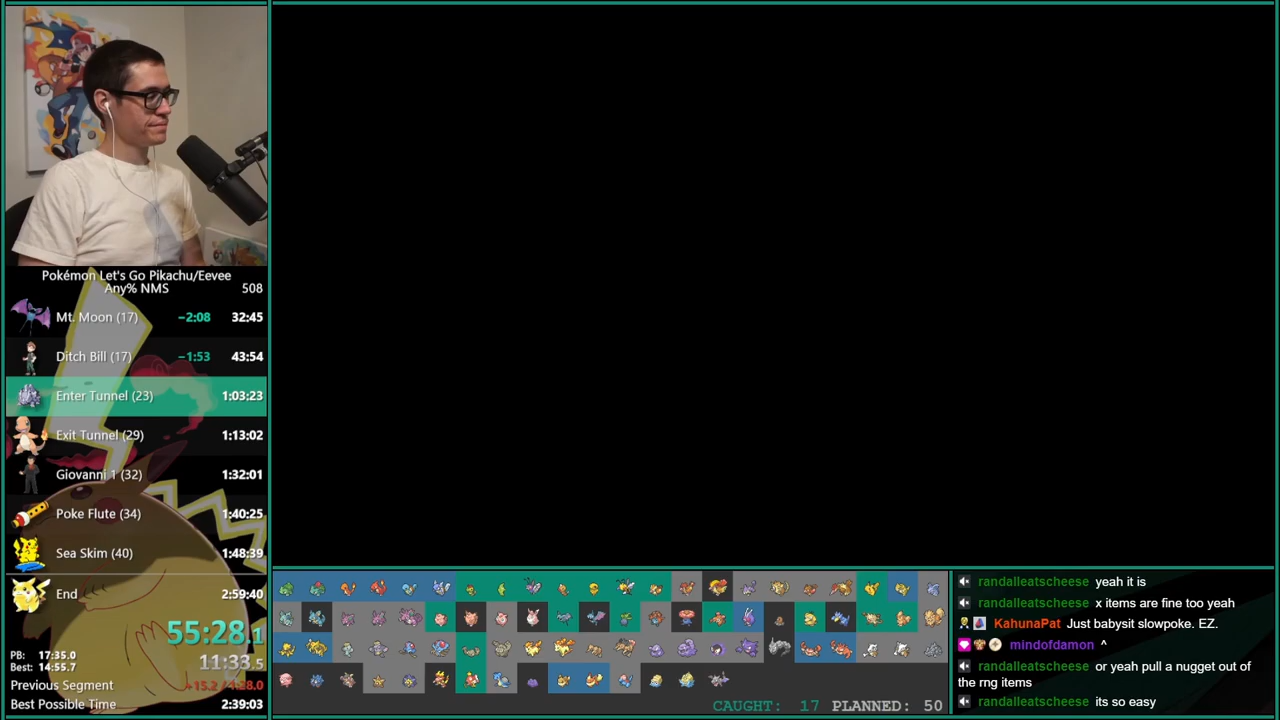 Pokémon Let's Go Pikachu/Eevee
Any% NMS 508
Mt. Moon (17) −2:08 32:45
Ditch Bill (17) −1:53 43:54
Enter Tunnel (23) 1:03:23
Exit Tunnel (29) 1:13:02
Giovanni 1 (32) 1:32:01
Poke Flute (34) 1:40:25
Sea Skim (40) 1:48:39
End 2:59:40
55:28.1
PB: 17:35.0
Best: 14:55.7
11:33.5
Previous Segment +15.2 / 4:28.0
Best Possible Time 2:39:03
CAUGHT: 17 PLANNED: 50
randalleatscheese yeah it is
randalleatscheese x items are fine too yeah
KahunaPat Just babysit slowpoke. EZ.
mindofdamon ^
randalleatscheese or yeah pull a nugget out of
the rng items
randalleatscheese its so easy